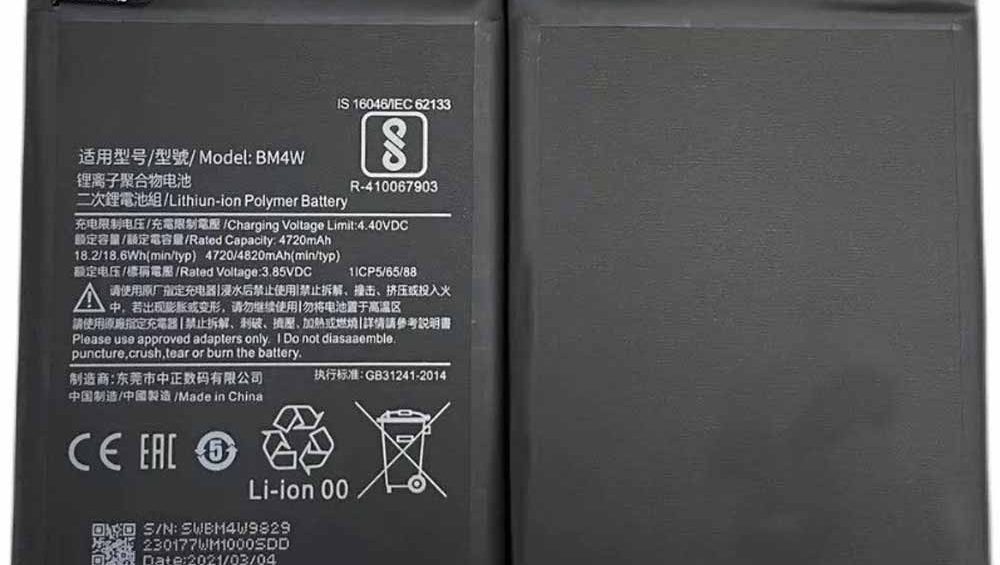 IS 16046/IEC 62133
适用型号/型號/ Model: BM4W
R-410067903
锂离子聚合物电池
二次鋰電池組/Lithiun-ion Polymer Battery
充电限制电压/充電限制電壓/Charging Voltage Limit:4.40VDC
额定容量/額定電容量/Rated Capacity: 4720mAh
18.2/18.6Wh(min/typ) 4720/4820mAh(min/typ)
额定电压/標稱電壓/Rated Voltage:3.85VDC 1ICP5/65/88
请使用原厂指定充电器|浸水后禁止使用|禁止拆解、撞击、挤压或投入火
中，若出现膨胀或变形，请勿继续使用|勿将电池置于高温区
請使用原廠指定充電器|禁止拆解、刺破、擠壓、加熱或燃燒|詳情請參考説明書
Please use approved adapters only. I Do not diasaaemble.
puncture,crush,tear or burn the battery.
制造商:东莞市中正数码有限公司 执行标准:GB31241-2014
中国制造/中國製造/Made in China
CE EAC 5
Li-ion 00
S/N: SWBM4W9829
230177WM1000SDD
Date:2021/03/04